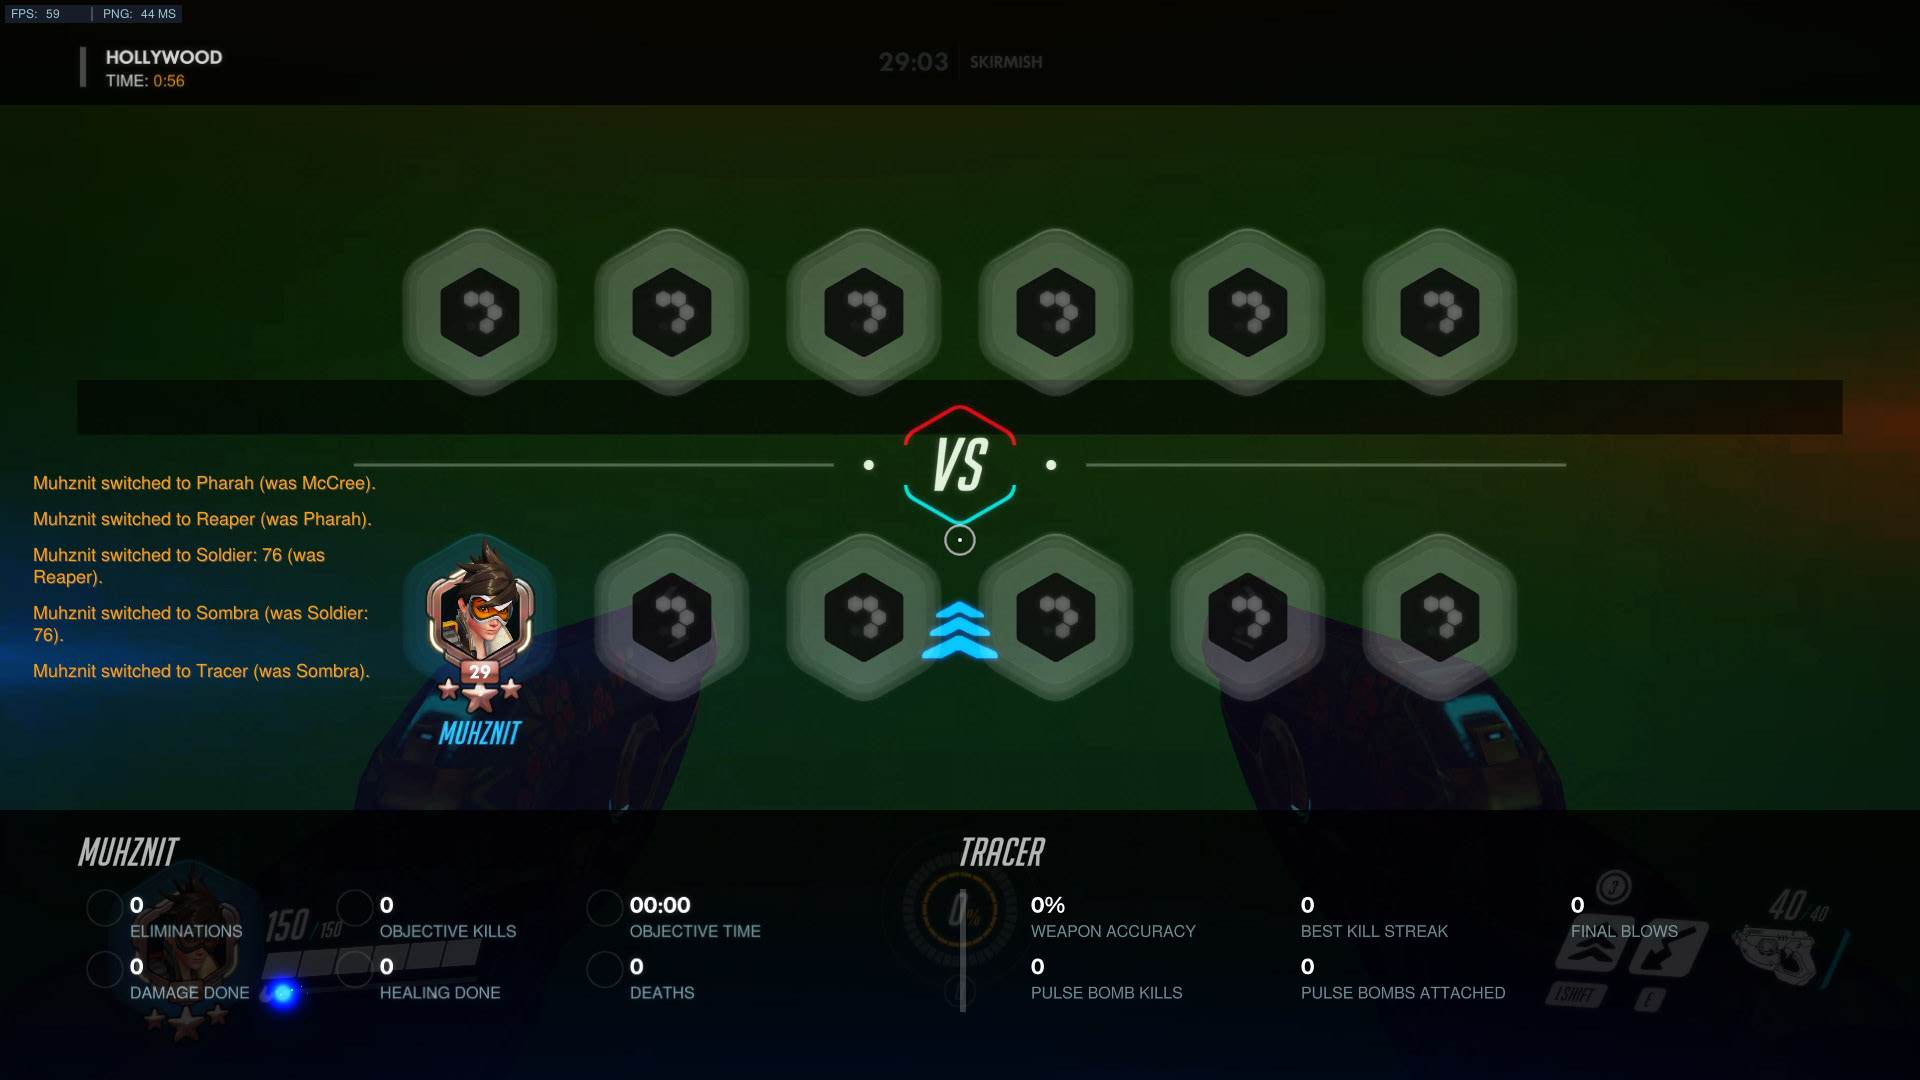 FPS: 59 | PNG: 44 MS
HOLLYWOOD
TIME: 0:56
29:03 | SKIRMISH
VS
Muhznit switched to Pharah (was McCree).
Muhznit switched to Reaper (was Pharah).
Muhznit switched to Soldier: 76 (was
Reaper).
Muhznit switched to Sombra (was Soldier:
76).
Muhznit switched to Tracer (was Sombra).
29
MUHZNIT
MUHZNIT
TRACER
0
ELIMINATIONS
0
OBJECTIVE KILLS
00:00
OBJECTIVE TIME
0%
WEAPON ACCURACY
0
BEST KILL STREAK
0
FINAL BLOWS
0
DAMAGE DONE
0
HEALING DONE
0
DEATHS
0
PULSE BOMB KILLS
0
PULSE BOMBS ATTACHED
150/150
0%
3
40/40
LSHIFT
E